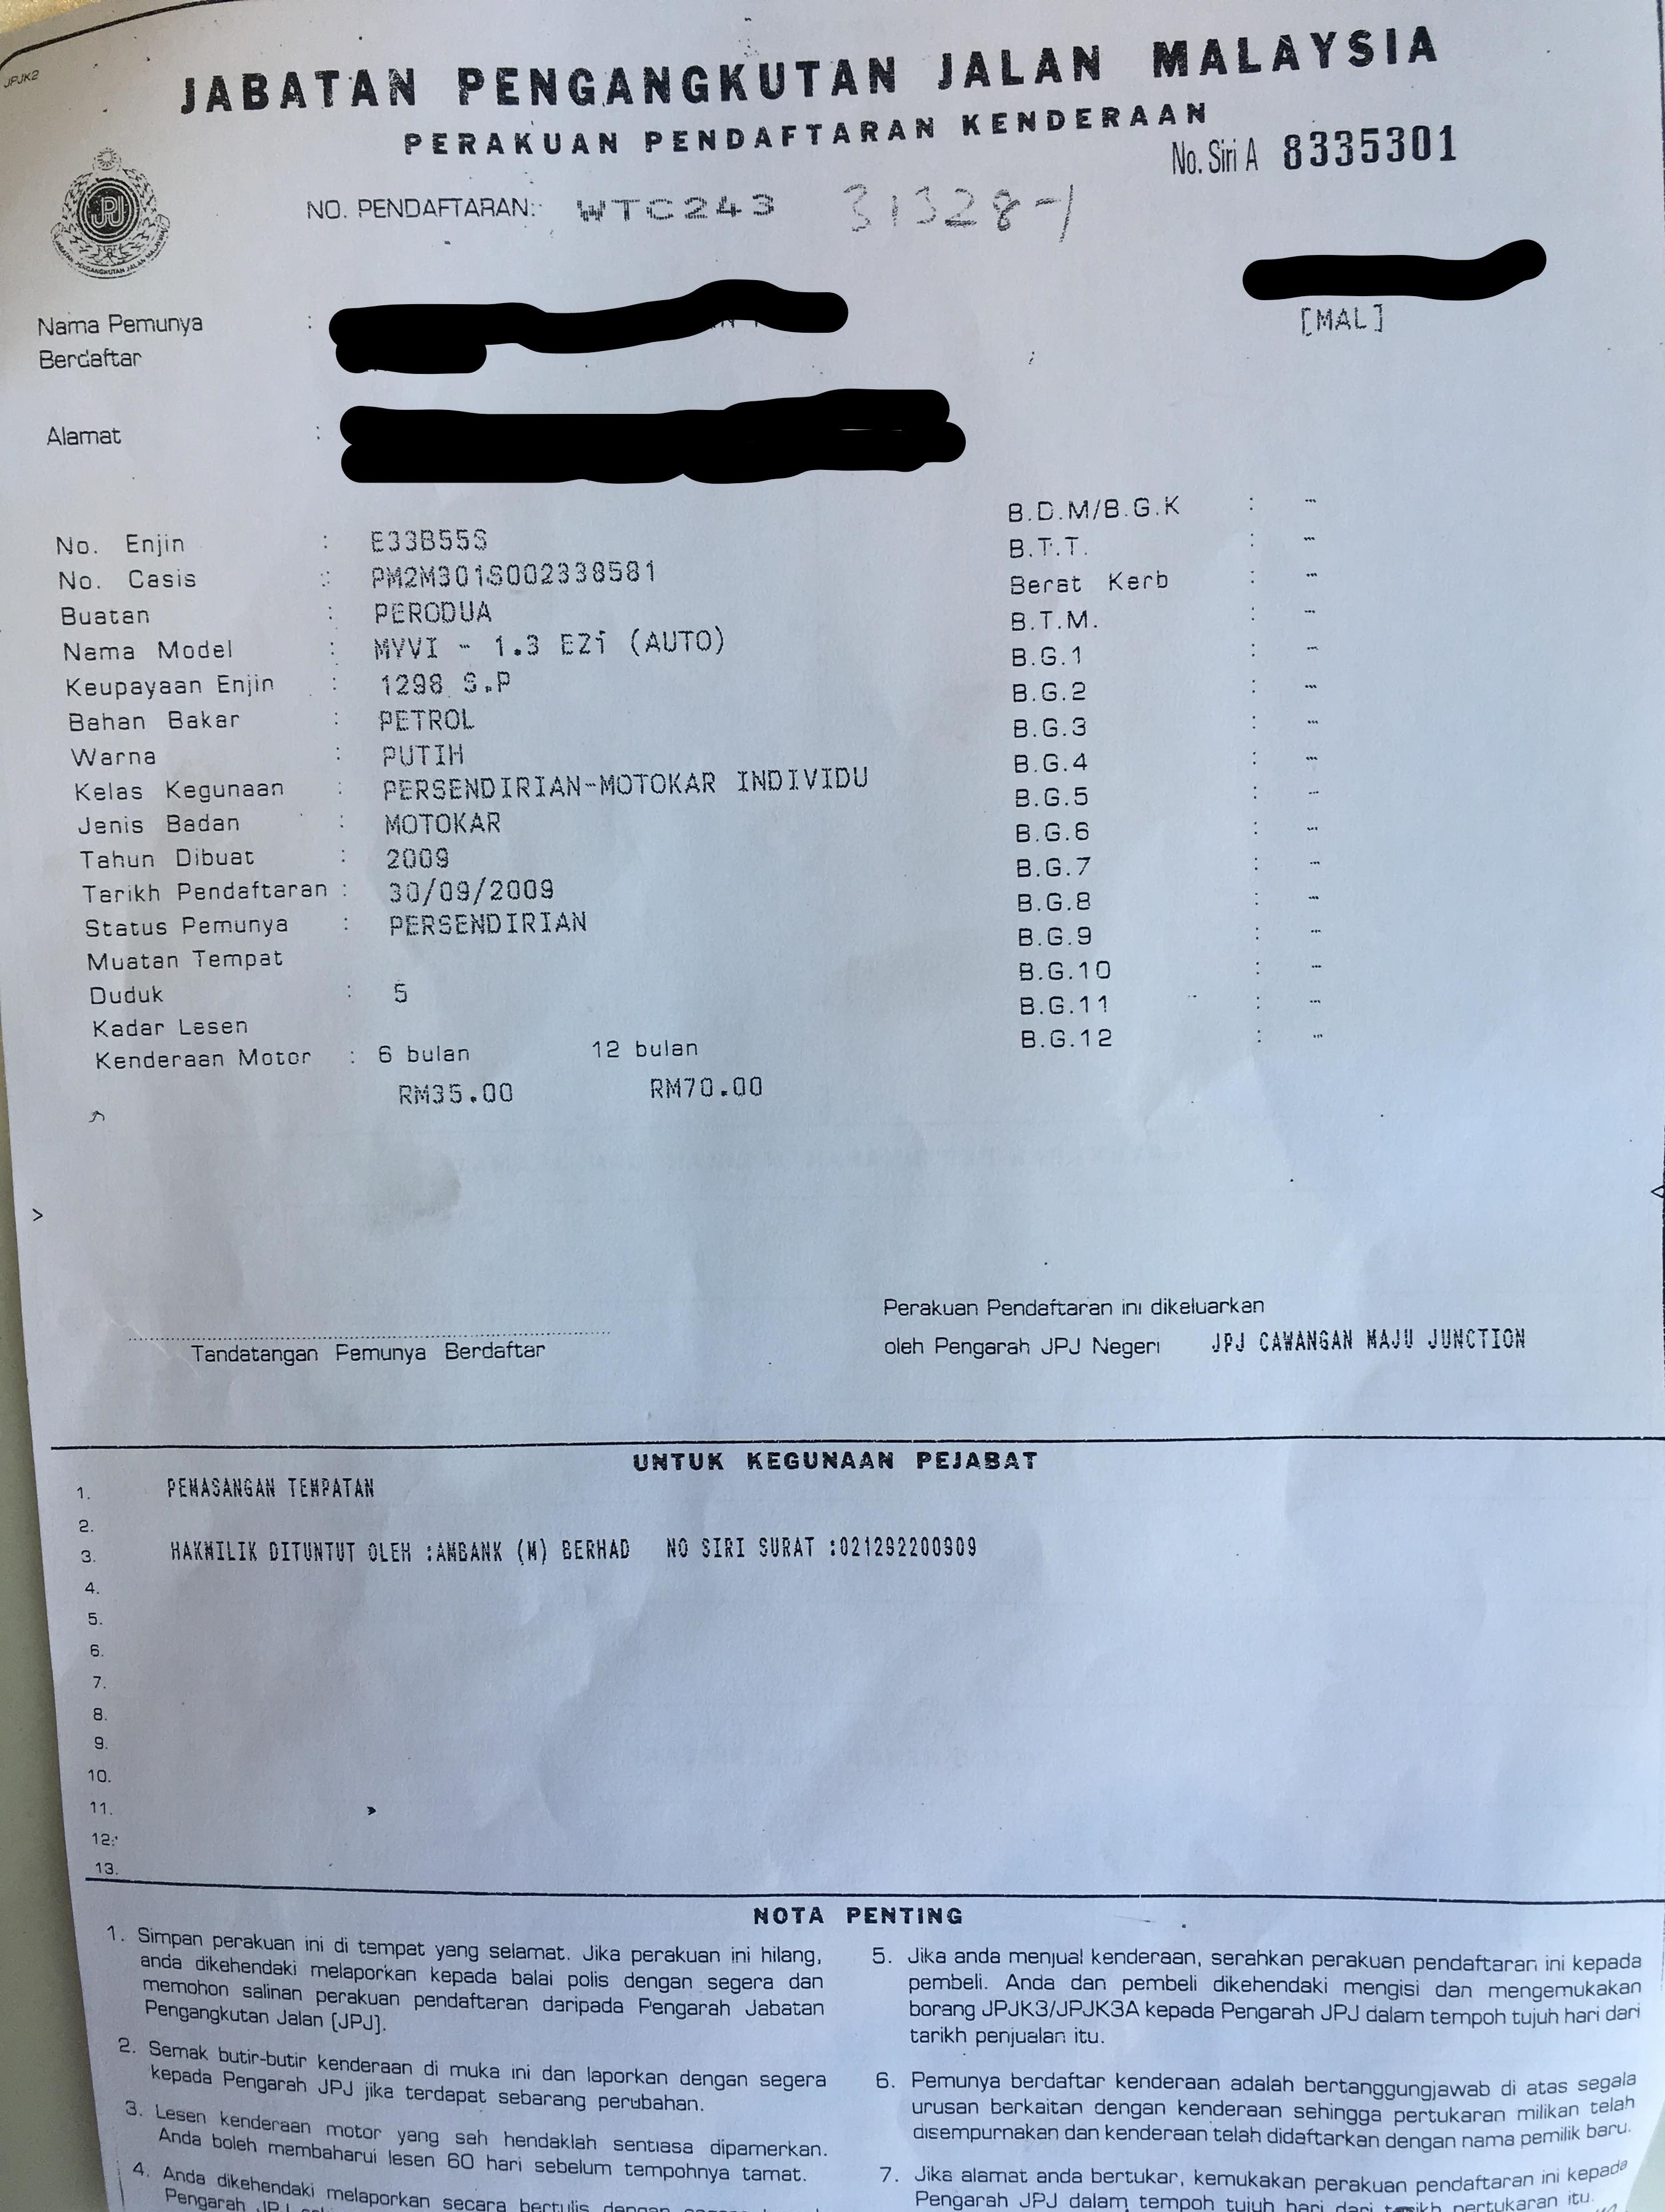 JPJK2
JABATAN PENGANGKUTAN JALAN MALAYSIA
PERAKUAN PENDAFTARAN KENDERAAN
No. Siri A 8335301
NO. PENDAFTARAN: WTC243 31328-1
JPJ
Nama Pemunya :
Berdaftar
[MAL]
Alamat :
No. Enjin : E33B55S
No. Casis : PM2M301S002338581
Buatan : PERODUA
Nama Model : MYVI - 1.3 EZi (AUTO)
Keupayaan Enjin : 1298 S.P
Bahan Bakar : PETROL
Warna : PUTIH
Kelas Kegunaan : PERSENDIRIAN-MOTOKAR INDIVIDU
Jenis Badan : MOTOKAR
Tahun Dibuat : 2009
Tarikh Pendaftaran : 30/09/2009
Status Pemunya : PERSENDIRIAN
Muatan Tempat
Duduk : 5
Kadar Lesen
Kenderaan Motor : 6 bulan 12 bulan
RM35.00 RM70.00
B.D.M/B.G.K : --
B.T.T. : --
Berat Kerb : --
B.T.M. : --
B.G.1 : --
B.G.2 : --
B.G.3 : --
B.G.4 : --
B.G.5 : --
B.G.6 : --
B.G.7 : --
B.G.8 : --
B.G.9 : --
B.G.10 : --
B.G.11 : --
B.G.12 : --
Tandatangan Pemunya Berdaftar
Perakuan Pendaftaran ini dikeluarkan
oleh Pengarah JPJ Negeri JPJ CAWANGAN MAJU JUNCTION
UNTUK KEGUNAAN PEJABAT
1. PEMASANGAN TEMPATAN
2.
3. HAKMILIK DITUNTUT OLEH :AMBANK (M) BERHAD NO SIRI SURAT :021292200909
4.
5.
6.
7.
8.
9.
10.
11.
12.
13.
NOTA PENTING
1. Simpan perakuan ini di tempat yang selamat. Jika perakuan ini hilang,
anda dikehendaki melaporkan kepada balai polis dengan segera dan
memohon salinan perakuan pendaftaran daripada Pengarah Jabatan
Pengangkutan Jalan (JPJ).
2. Semak butir-butir kenderaan di muka ini dan laporkan dengan segera
kepada Pengarah JPJ jika terdapat sebarang perubahan.
3. Lesen kenderaan motor yang sah hendaklah sentiasa dipamerkan.
Anda boleh membaharui lesen 60 hari sebelum tempohnya tamat.
4. Anda dikehendaki melaporkan secara bertulis dengan
Pengarah JPJ
5. Jika anda menjual kenderaan, serahkan perakuan pendaftaran ini kepada
pembeli. Anda dan pembeli dikehendaki mengisi dan mengemukakan
borang JPJK3/JPJK3A kepada Pengarah JPJ dalam tempoh tujuh hari dari
tarikh penjualan itu.
6. Pemunya berdaftar kenderaan adalah bertanggungjawab di atas segala
urusan berkaitan dengan kenderaan sehingga pertukaran milikan telah
disempurnakan dan kenderaan telah didaftarkan dengan nama pemilik baru.
7. Jika alamat anda bertukar, kemukakan perakuan pendaftaran ini kepada
Pengarah JPJ dalam tempoh tujuh hari dari tarikh pertukaran itu.